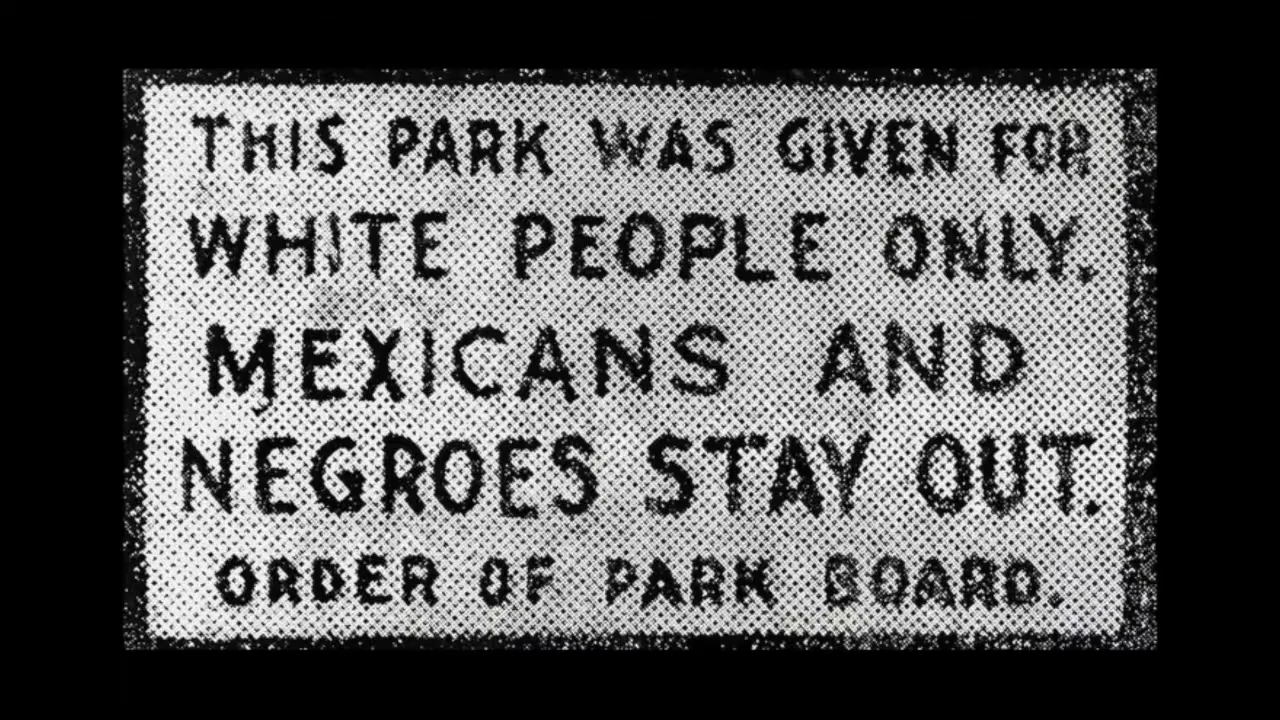 THIS PARK WAS GIVEN FOR
WHITE PEOPLE ONLY.
MEXICANS AND
NEGROES STAY OUT.
ORDER OF PARK BOARD.